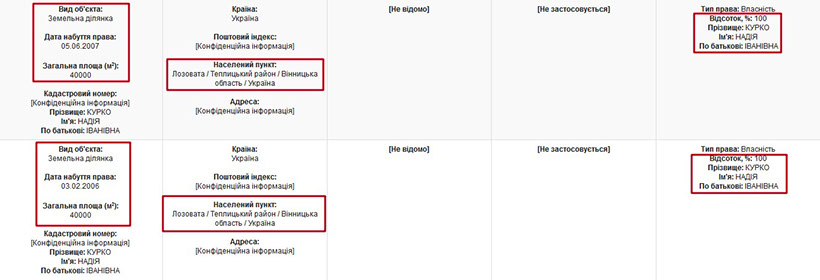 Вид об'єкта:
Земельна ділянка
Дата набуття права:
05.06.2007
Загальна площа (м²):
40000
Кадастровий номер:
[Конфіденційна інформація]
Прізвище: КУРКО
Ім'я: НАДІЯ
По батькові: ІВАНІВНА
Країна:
Україна
Поштовий індекс:
[Конфіденційна інформація]
Населений пункт:
Лозовата / Теплицький район / Вінницька
область / Україна
Адреса:
[Конфіденційна інформація]
[Не відомо]
[Не застосовується]
Тип права: Власність
Відсоток, %: 100
Прізвище: КУРКО
Ім'я: НАДІЯ
По батькові: ІВАНІВНА
Вид об'єкта:
Земельна ділянка
Дата набуття права:
03.02.2006
Загальна площа (м²):
40000
Кадастровий номер:
[Конфіденційна інформація]
Прізвище: КУРКО
Ім'я: НАДІЯ
По батькові: ІВАНІВНА
Країна:
Україна
Поштовий індекс:
[Конфіденційна інформація]
Населений пункт:
Лозовата / Теплицький район / Вінницька
область / Україна
Адреса:
[Конфіденційна інформація]
[Не відомо]
[Не застосовується]
Тип права: Власність
Відсоток, %: 100
Прізвище: КУРКО
Ім'я: НАДІЯ
По батькові: ІВАНІВНА